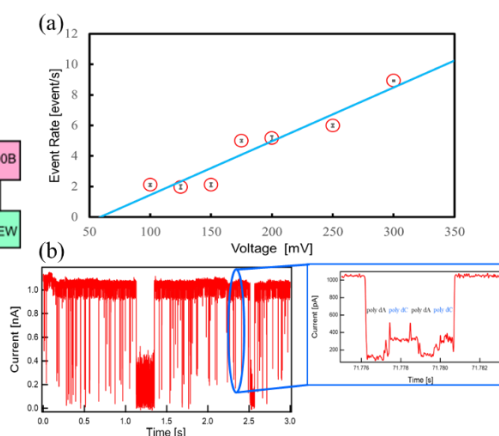 (a)
12
10
8
6
4
2
0
Event Rate [event/s]
50 100 150 200 250 300 350
Voltage [mV]
0B
EW
(b)
1.0
0.8
0.6
0.4
0.2
0.0
Current [nA]
0.0 0.5 1.0 1.5 2.0 2.5 3.0
Time [s]
1000
800
600
400
200
0
Current [pA]
poly dA poly dC poly dA poly dC
71.776 71.778 71.780 71.782
Time [s]